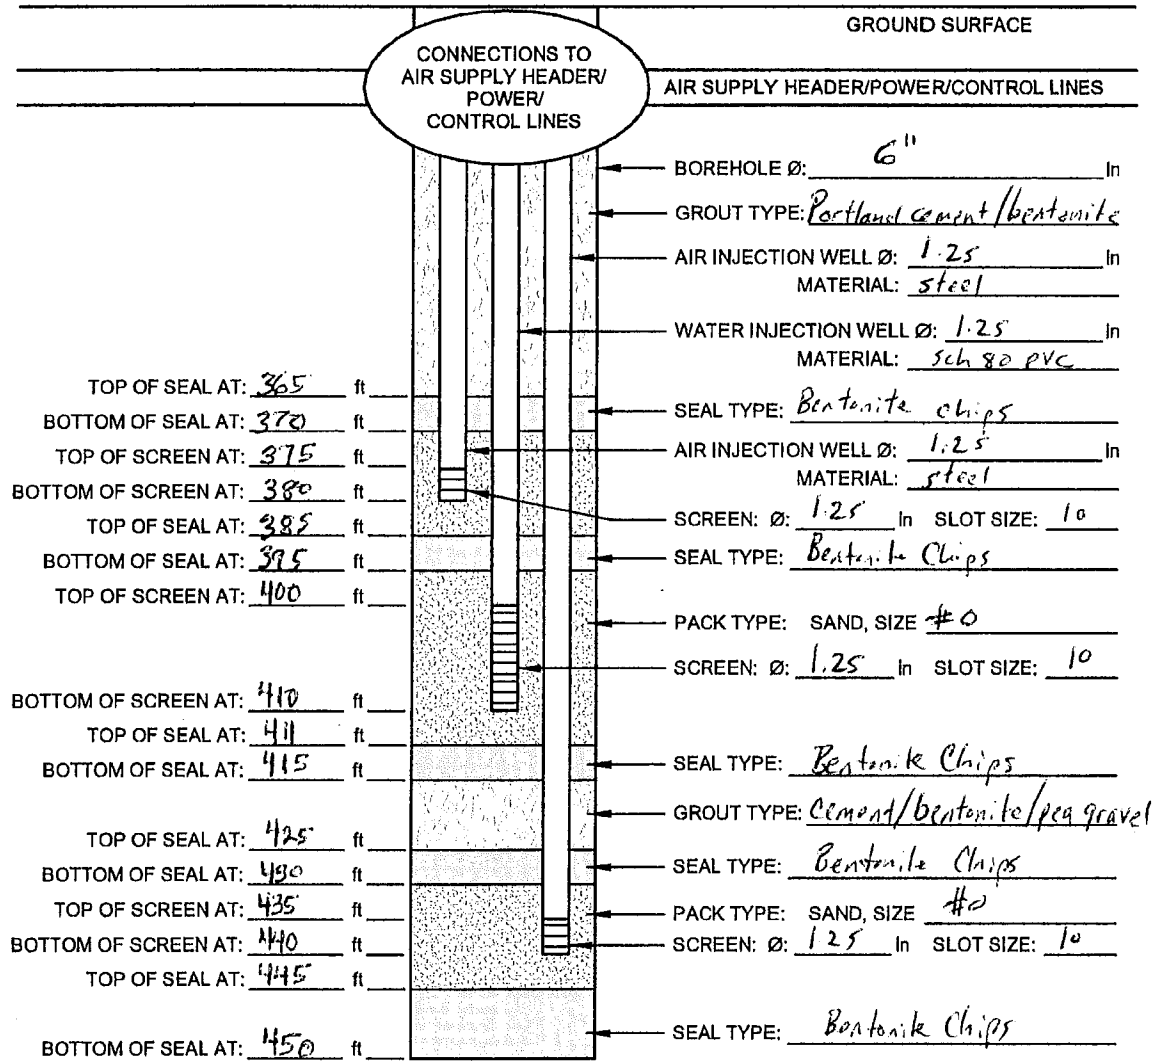 GROUND SURFACE
CONNECTIONS TO
AIR SUPPLY HEADER/
POWER/
CONTROL LINES
AIR SUPPLY HEADER/POWER/CONTROL LINES
BOREHOLE Ø: 6" In
GROUT TYPE: Portland cement/bentonite
AIR INJECTION WELL Ø: 1.25 In
MATERIAL: steel
WATER INJECTION WELL Ø: 1.25 In
MATERIAL: sch 80 PVC
TOP OF SEAL AT: 365 ft
SEAL TYPE: Bentonite chips
BOTTOM OF SEAL AT: 370 ft
AIR INJECTION WELL Ø: 1.25 In
TOP OF SCREEN AT: 375 ft
MATERIAL: steel
BOTTOM OF SCREEN AT: 380 ft
SCREEN: Ø: 1.25 In SLOT SIZE: 10
TOP OF SEAL AT: 385 ft
SEAL TYPE: Bentonite Chips
BOTTOM OF SEAL AT: 395 ft
TOP OF SCREEN AT: 400 ft
PACK TYPE: SAND, SIZE #0
SCREEN: Ø: 1.25 In SLOT SIZE: 10
BOTTOM OF SCREEN AT: 410 ft
TOP OF SEAL AT: 411 ft
BOTTOM OF SEAL AT: 415 ft
SEAL TYPE: Bentonite Chips
GROUT TYPE: Cement/bentonite/pea gravel
TOP OF SEAL AT: 425 ft
SEAL TYPE: Bentonite Chips
BOTTOM OF SEAL AT: 430 ft
TOP OF SCREEN AT: 435 ft
PACK TYPE: SAND, SIZE #0
BOTTOM OF SCREEN AT: 440 ft
SCREEN: Ø: 1.25 In SLOT SIZE: 10
TOP OF SEAL AT: 445 ft
SEAL TYPE: Bentonite Chips
BOTTOM OF SEAL AT: 450 ft